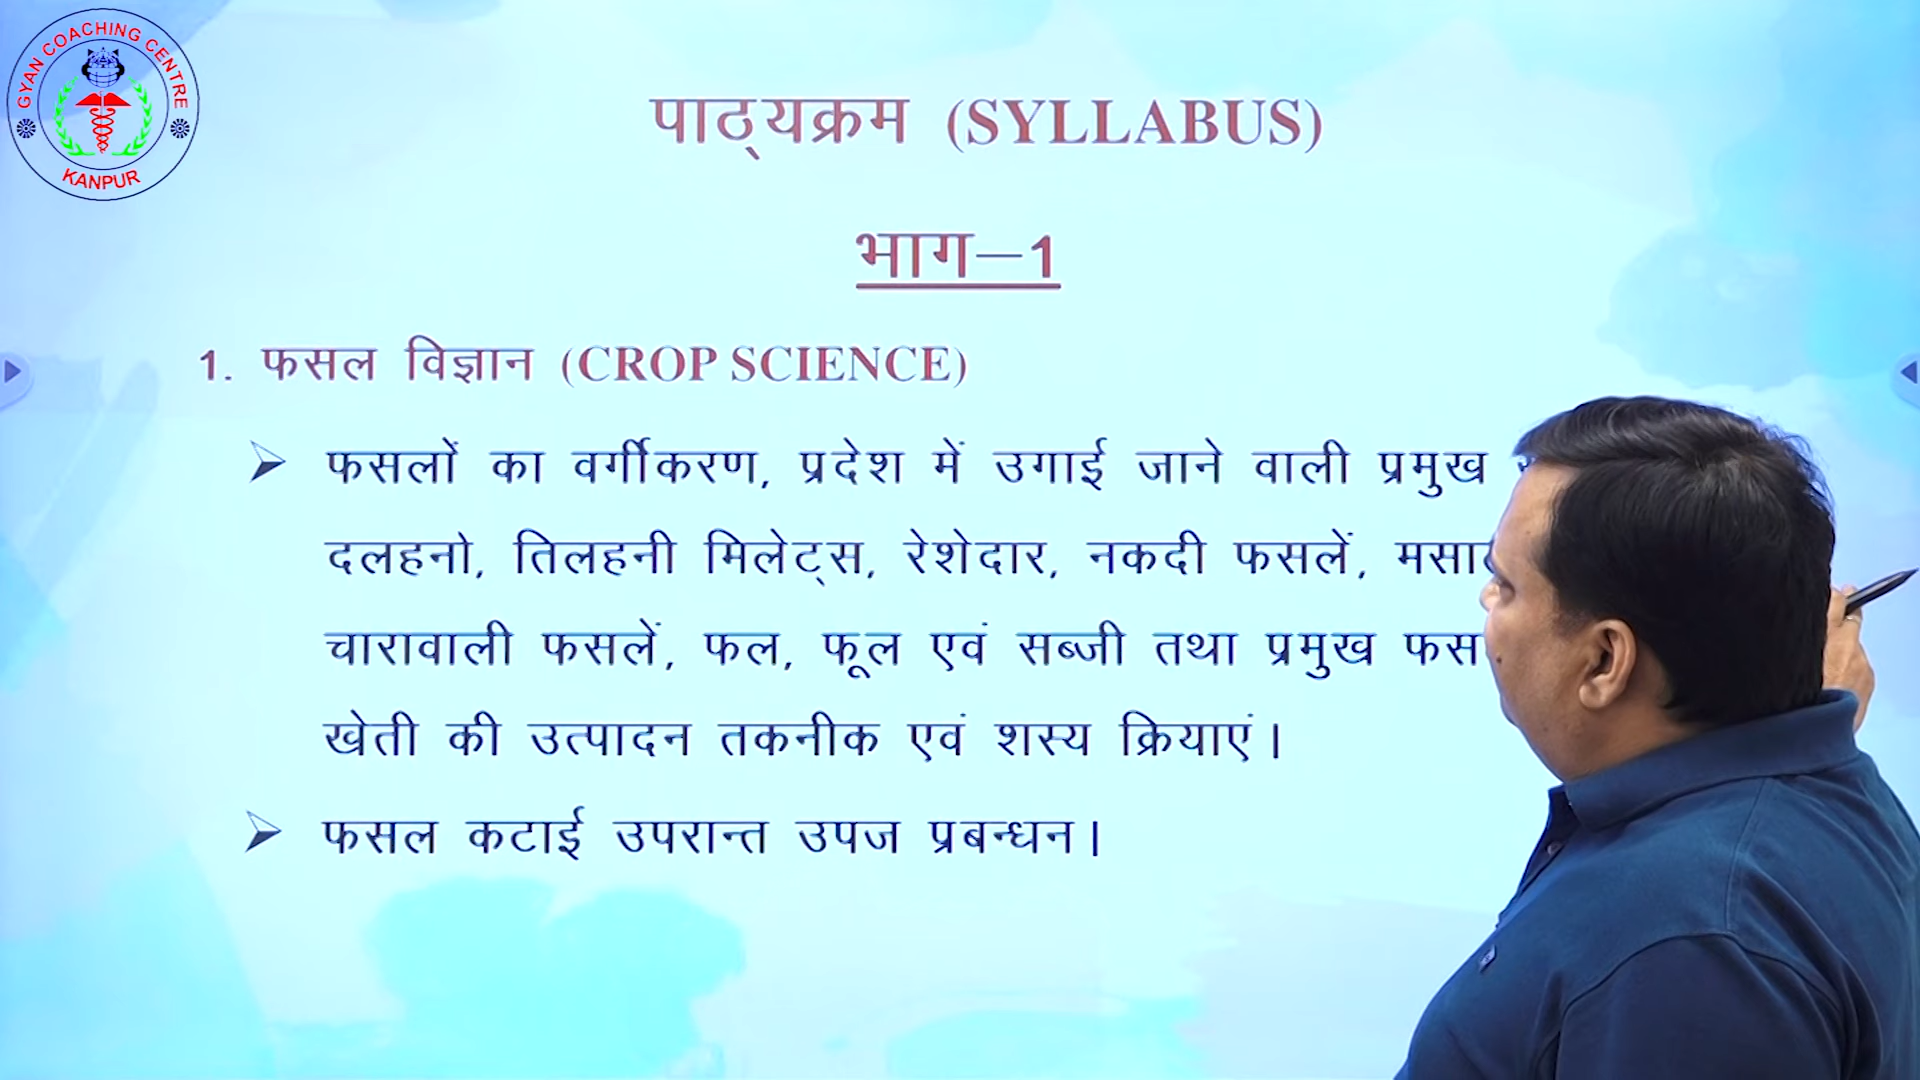 GYAN COACHING CENTRE
KANPUR
पाठ्यक्रम (SYLLABUS)
भाग–1
1. फसल विज्ञान (CROP SCIENCE)
फसलों का वर्गीकरण, प्रदेश में उगाई जाने वाली प्रमुख
दलहनो, तिलहनी मिलेट्स, रेशेदार, नकदी फसलें,
चारावाली फसलें, फल, फूल एवं सब्जी तथा प्रमुख
खेती की उत्पादन तकनीक एवं शस्य क्रियाएं।
फसल कटाई उपरान्त उपज प्रबन्धन।